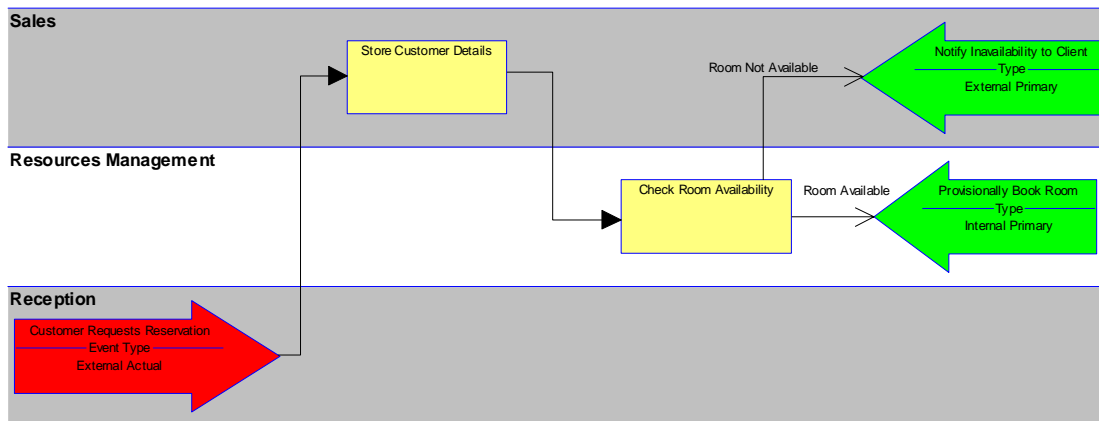 Sales
Store Customer Details
Room Not Available
Notify Inavailability to Client
Type
External Primary
Resources Management
Check Room Availability
Room Available
Provisionally Book Room
Type
Internal Primary
Reception
Customer Requests Reservation
Event Type
External Actual